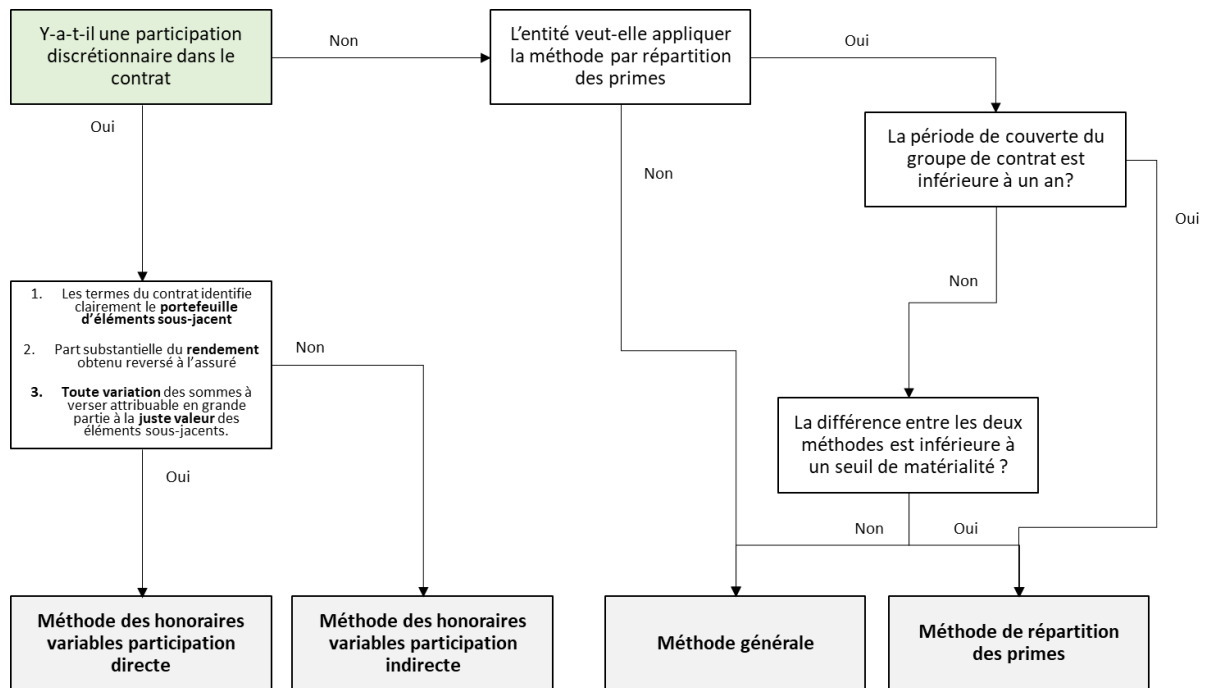 Y-a-t-il une participation
discrétionnaire dans le
contrat
Non
L'entité veut-elle appliquer
la méthode par répartition
des primes
Oui
Oui
La période de couverte du
groupe de contrat est
inférieure à un an?
Non
Oui
Non
1. Les termes du contrat identifie
clairement le portefeuille
d'éléments sous-jacent
2. Part substantielle du rendement
obtenu reversé à l'assuré
3. Toute variation des sommes à
verser attribuable en grande
partie à la juste valeur des
éléments sous-jacents.
Non
La différence entre les deux
méthodes est inférieure à
un seuil de matérialité ?
Oui
Non
Oui
Méthode des honoraires
variables participation
directe
Méthode des honoraires
variables participation
indirecte
Méthode générale
Méthode de répartition
des primes